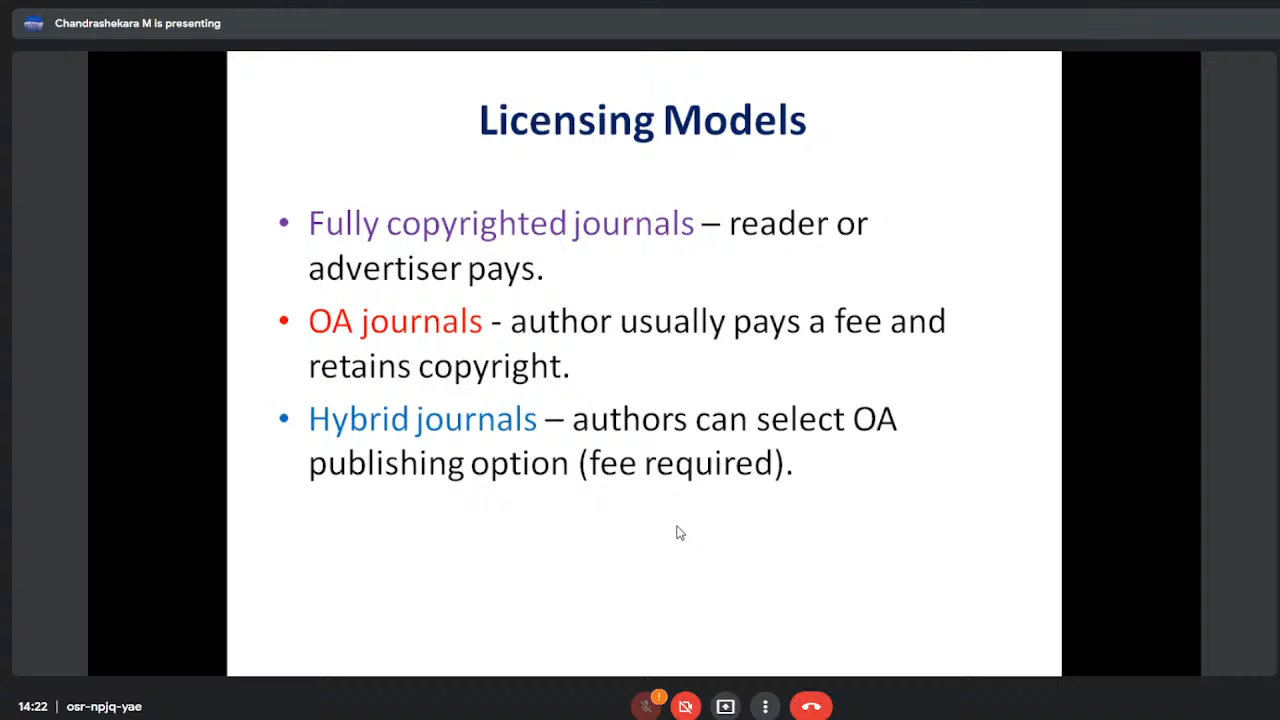 Chandrashekara M is presenting
Licensing Models
• Fully copyrighted journals – reader or
advertiser pays.
• OA journals - author usually pays a fee and
retains copyright.
• Hybrid journals – authors can select OA
publishing option (fee required).
14:22 | osr-npjq-yae